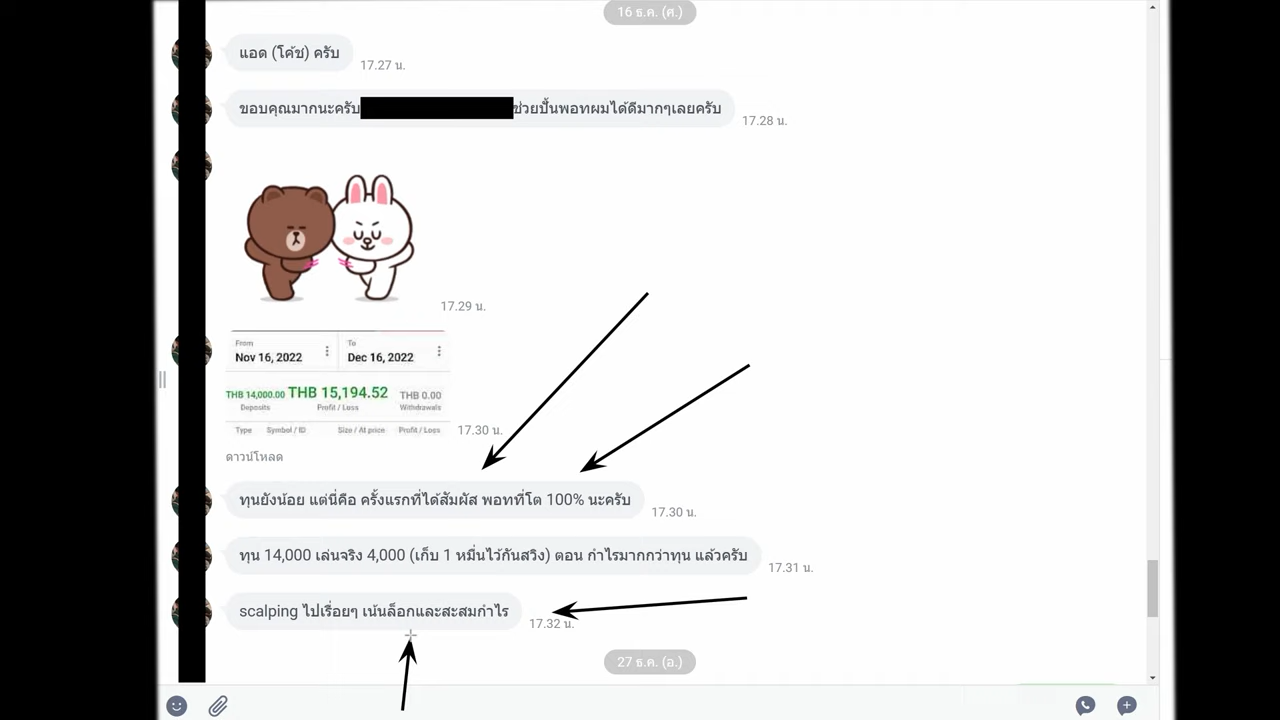 16 ธ.ค. (ศ.)
แอด (โค้ช) ครับ
17.27 น.
ขอบคุณมากนะครับ ช่วยปั้นพอทผมได้ดีมากๆเลยครับ
17.28 น.
17.29 น.
From
To
Nov 16, 2022
Dec 16, 2022
THB 14,000.00 THB 15,194.52 THB 0.00
Deposits Profit / Loss Withdrawals
Type Symbol / ID Size / At price Profit / Loss
17.30 น.
ดาวน์โหลด
ทุนยังน้อย แต่นี่คือ ครั้งแรกที่ได้สัมผัส พอทที่โต 100% นะครับ
17.30 น.
ทุน 14,000 เล่นจริง 4,000 (เก็บ 1 หมื่นไว้กันสวิง) ตอน กำไรมากกว่าทุน แล้วครับ
17.31 น.
scalping ไปเรื่อยๆ เน้นล็อกและสะสมกำไร
17.32 น.
27 ธ.ค. (อ.)